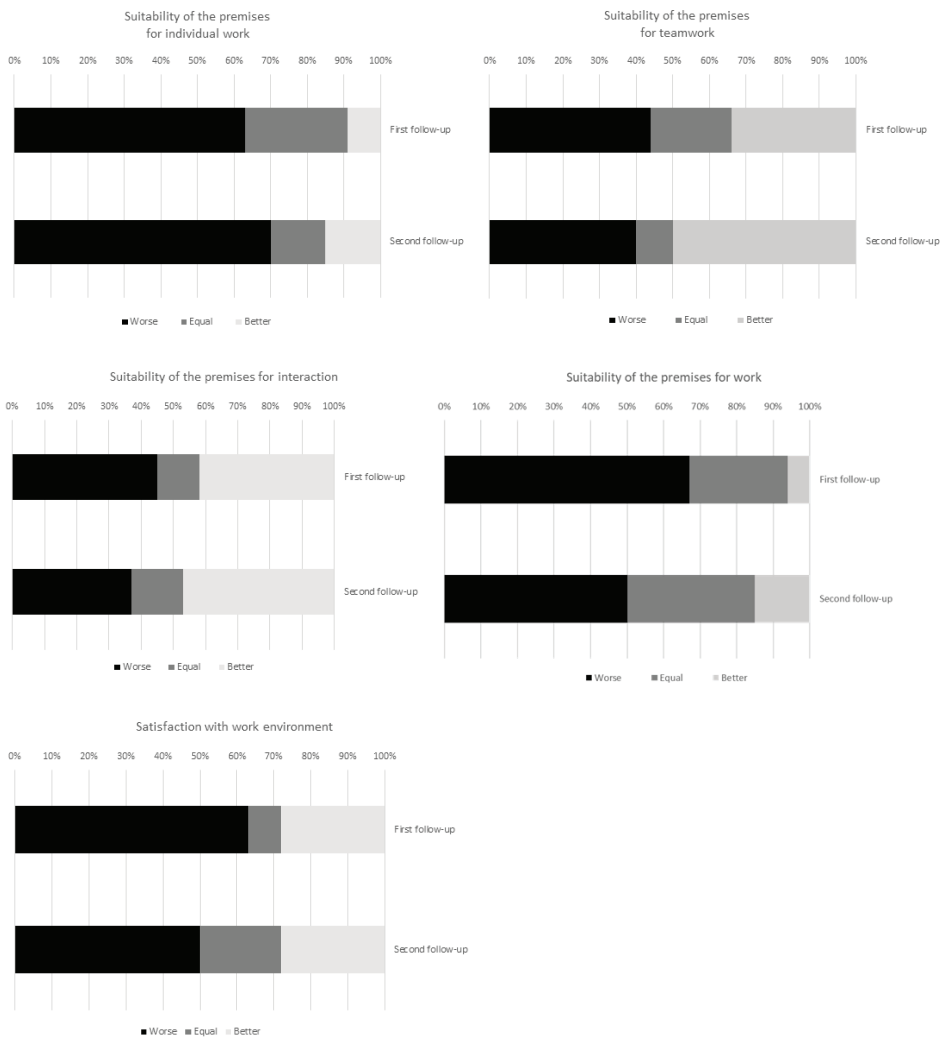 Suitability of the premises
for individual work
0% 10% 20% 30% 40% 50% 60% 70% 80% 90% 100%
First follow-up
Second follow-up
Worse Equal Better
Suitability of the premises
for teamwork
0% 10% 20% 30% 40% 50% 60% 70% 80% 90% 100%
First follow-up
Second follow-up
Worse Equal Better
Suitability of the premises for interaction
0% 10% 20% 30% 40% 50% 60% 70% 80% 90% 100%
First follow-up
Second follow-up
Worse Equal Better
Suitability of the premises for work
0% 10% 20% 30% 40% 50% 60% 70% 80% 90% 100%
First follow-up
Second follow-up
Worse Equal Better
Satisfaction with work environment
0% 10% 20% 30% 40% 50% 60% 70% 80% 90% 100%
First follow-up
Second follow-up
Worse Equal Better